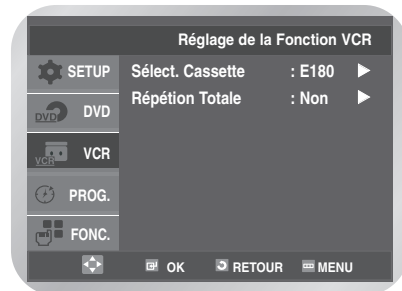 Réglage de la Fonction VCR
SETUP
Sélect. Cassette : E180
Répétion Totale : Non
DVD DVD
VCR VCR
PROG.
FONC.
OK RETOUR MENU